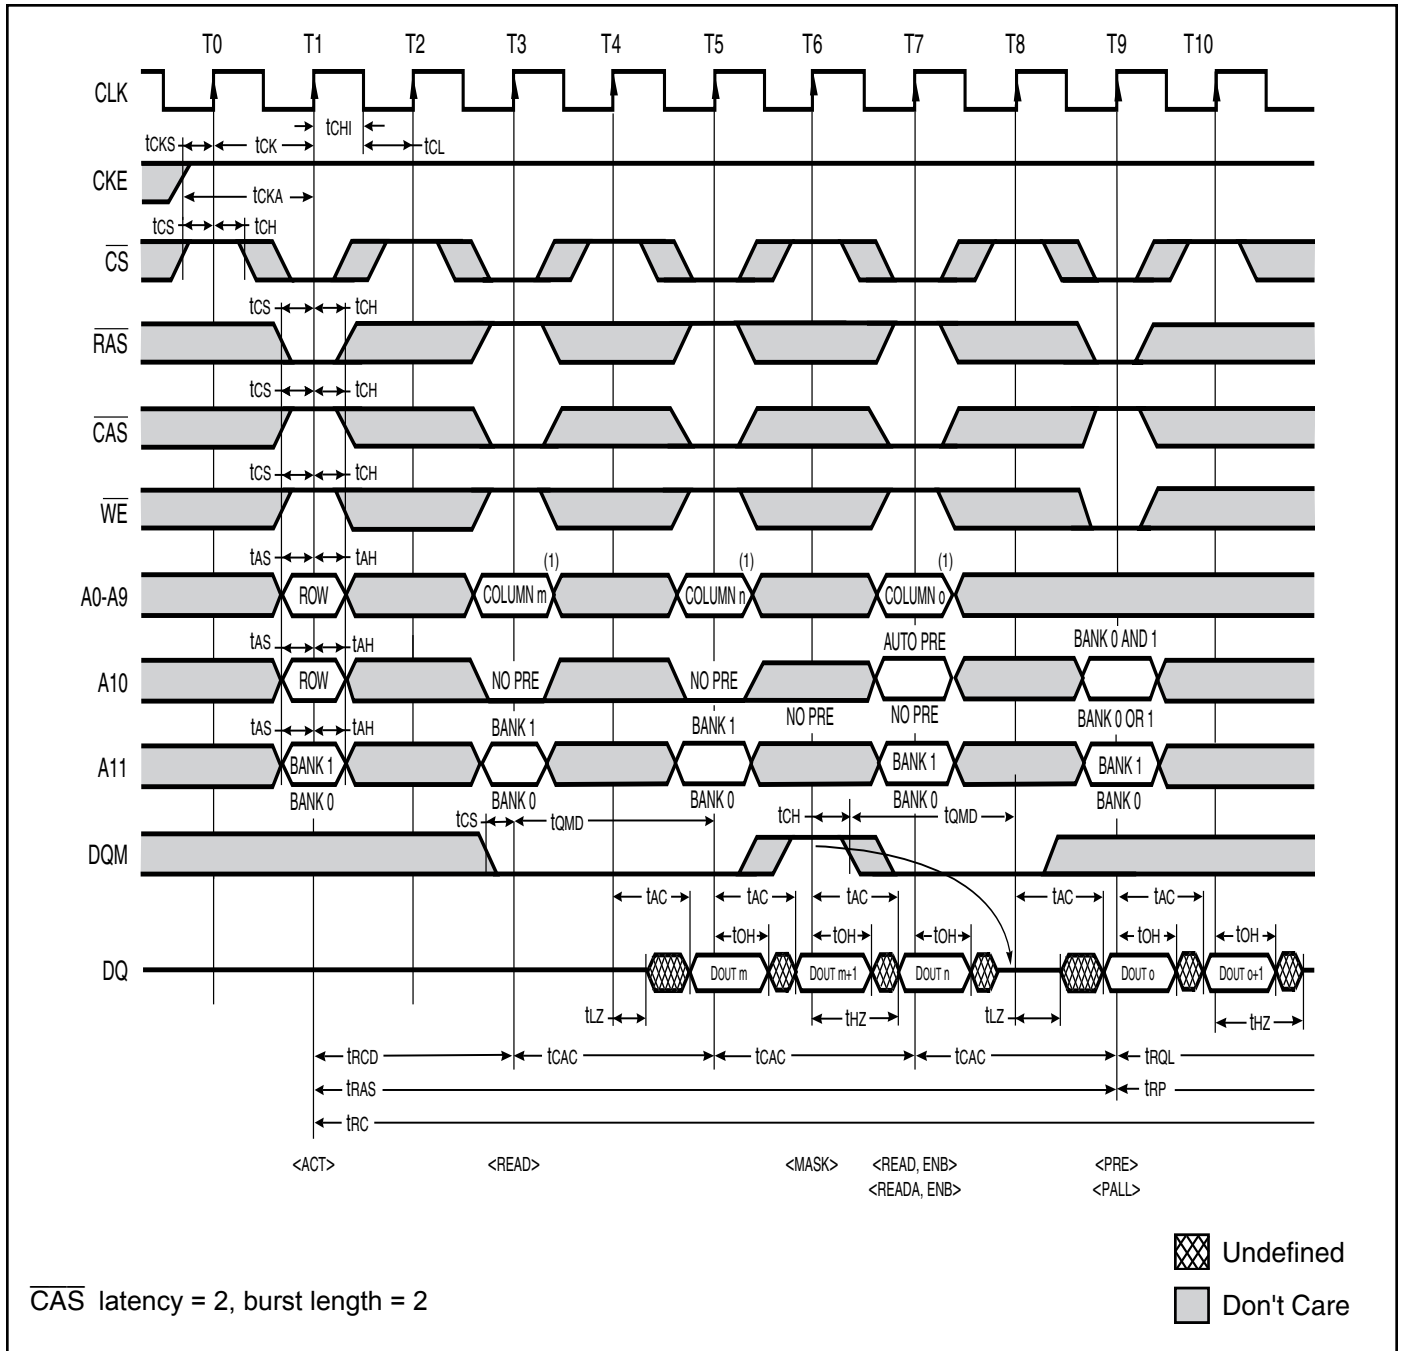 T0 T1 T2 T3 T4 T5 T6 T7 T8 T9 T10
CLK
tCHI
tCKS tCK tCL
CKE
tCKA
tCS tCH
CS
tCS tCH
RAS
tCS tCH
CAS
tCS tCH
WE
tAS tAH (1) (1) (1)
A0-A9 ROW COLUMN m COLUMN n COLUMN o
tAS tAH AUTO PRE BANK 0 AND 1
A10 ROW NO PRE NO PRE
tAS tAH BANK 1 BANK 1 NO PRE NO PRE BANK 0 OR 1
A11 BANK 1 BANK 1 BANK 1
BANK 0 BANK 0 BANK 0 BANK 0 BANK 0
tCS tQMD tCH tQMD
DQM
tAC tAC tAC tAC tAC
tOH tOH tOH tOH tOH
DQ DOUT m DOUT m+1 DOUT n DOUT o DOUT o+1
tLZ tHZ tLZ tHZ
tRCD tCAC tCAC tCAC tRQL
tRAS tRP
tRC
<ACT> <READ> <MASK> <READ, ENB> <PRE>
<READA, ENB> <PALL>
Undefined
CAS latency = 2, burst length = 2
Don't Care